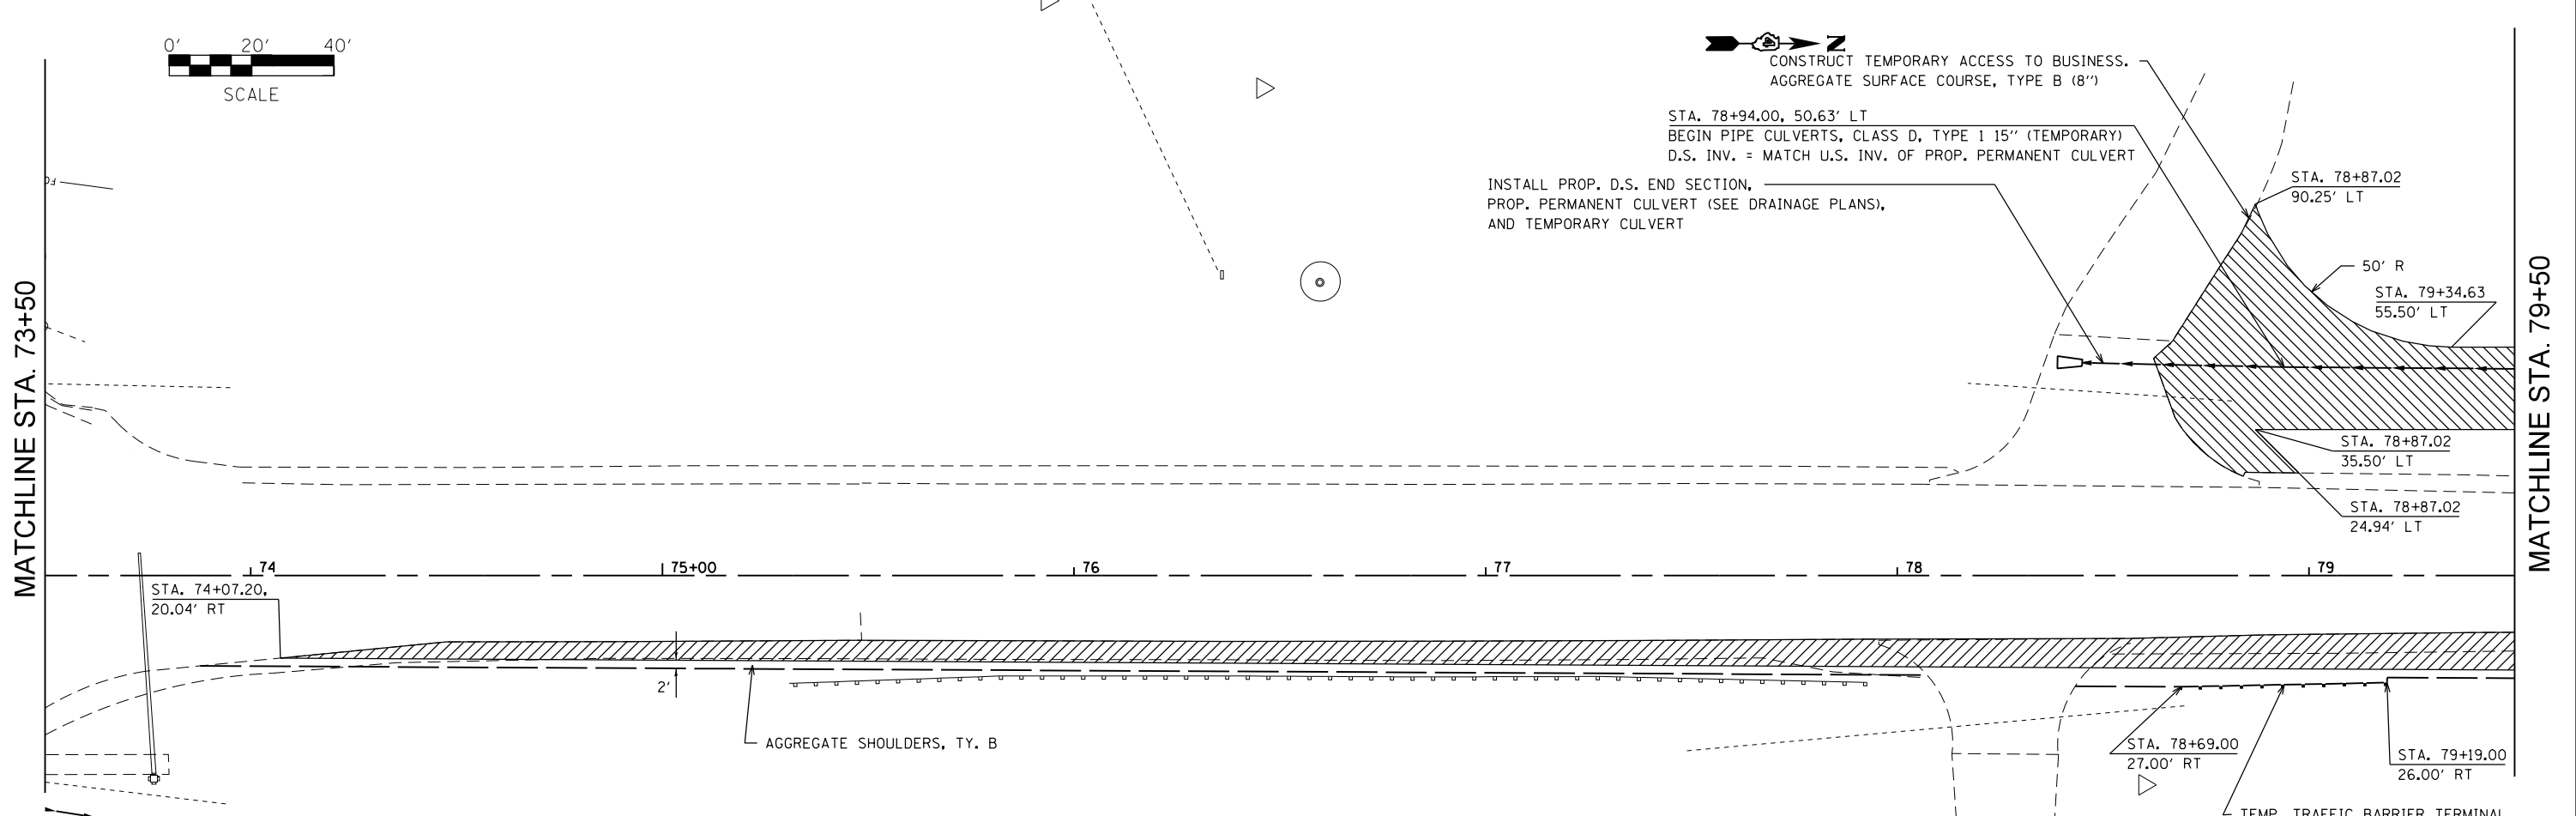 0' 20' 40'
SCALE
N
CONSTRUCT TEMPORARY ACCESS TO BUSINESS.
AGGREGATE SURFACE COURSE, TYPE B (8'')
STA. 78+94.00, 50.63' LT
BEGIN PIPE CULVERTS, CLASS D, TYPE 1 15'' (TEMPORARY)
D.S. INV. = MATCH U.S. INV. OF PROP. PERMANENT CULVERT
INSTALL PROP. D.S. END SECTION,
PROP. PERMANENT CULVERT (SEE DRAINAGE PLANS),
AND TEMPORARY CULVERT
STA. 78+87.02
90.25' LT
50' R
STA. 79+34.63
55.50' LT
STA. 78+87.02
35.50' LT
STA. 78+87.02
24.94' LT
MATCHLINE STA. 73+50
MATCHLINE STA. 79+50
74 75+00 76 77 78 79
STA. 74+07.20,
20.04' RT
2'
AGGREGATE SHOULDERS, TY. B
STA. 78+69.00
27.00' RT
STA. 79+19.00
26.00' RT
TEMP. TRAFFIC BARRIER TERMINAL